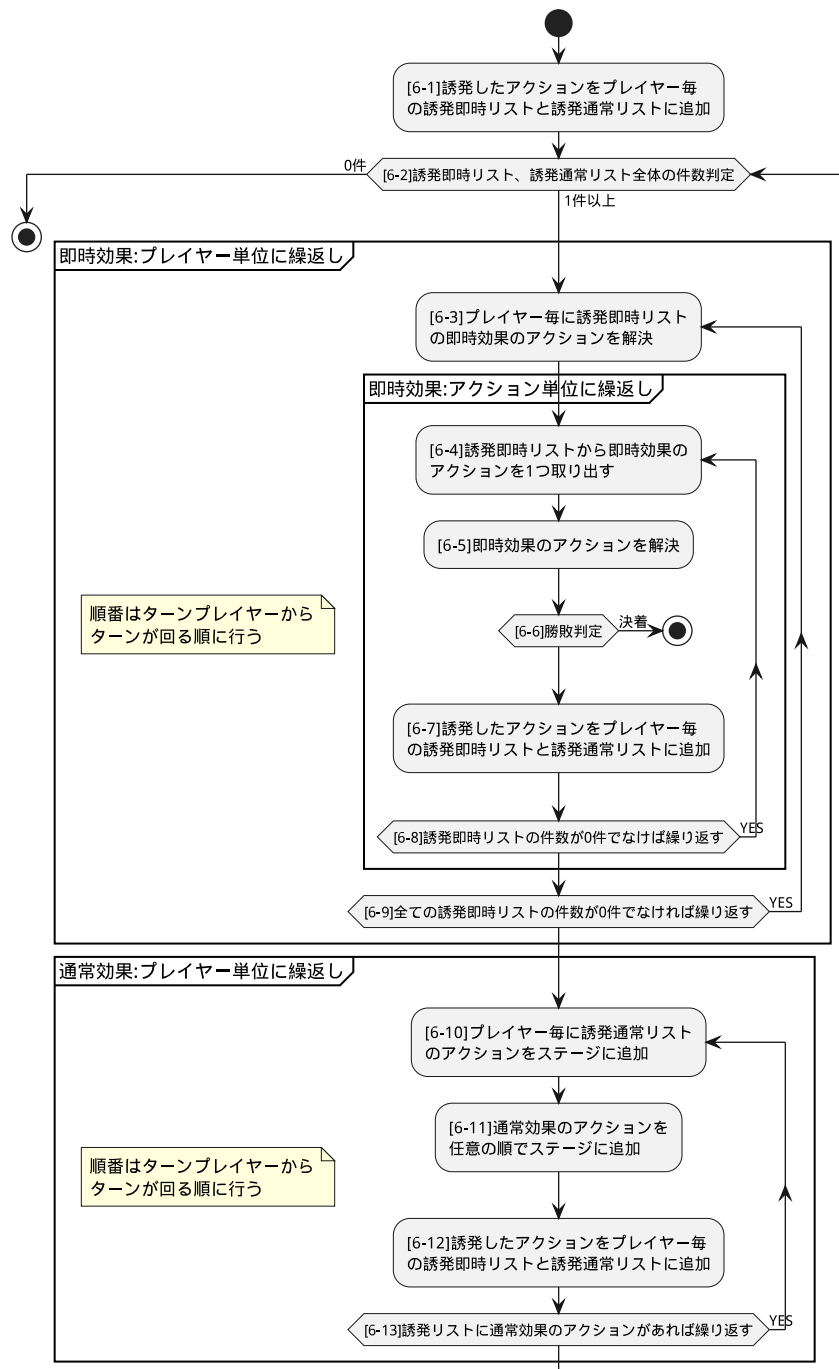 [6-1]誘発したアクションをプレイヤー毎
の誘発即時リストと誘発通常リストに追加
0件
[6-2]誘発即時リスト、誘発通常リスト全体の件数判定
1件以上
即時効果:プレイヤー単位に繰返し
[6-3]プレイヤー毎に誘発即時リスト
の即時効果のアクションを解決
即時効果:アクション単位に繰返し
[6-4]誘発即時リストから即時効果の
アクションを1つ取り出す
[6-5]即時効果のアクションを解決
順番はターンプレイヤーから
ターンが回る順に行う
[6-6]勝敗判定
決着
[6-7]誘発したアクションをプレイヤー毎
の誘発即時リストと誘発通常リストに追加
[6-8]誘発即時リストの件数が0件でなけば繰り返す
YES
[6-9]全ての誘発即時リストの件数が0件でなければ繰り返す
YES
通常効果:プレイヤー単位に繰返し
[6-10]プレイヤー毎に誘発通常リスト
のアクションをステージに追加
[6-11]通常効果のアクションを
任意の順でステージに追加
順番はターンプレイヤーから
ターンが回る順に行う
[6-12]誘発したアクションをプレイヤー毎
の誘発即時リストと誘発通常リストに追加
[6-13]誘発リストに通常効果のアクションがあれば繰り返す
YES